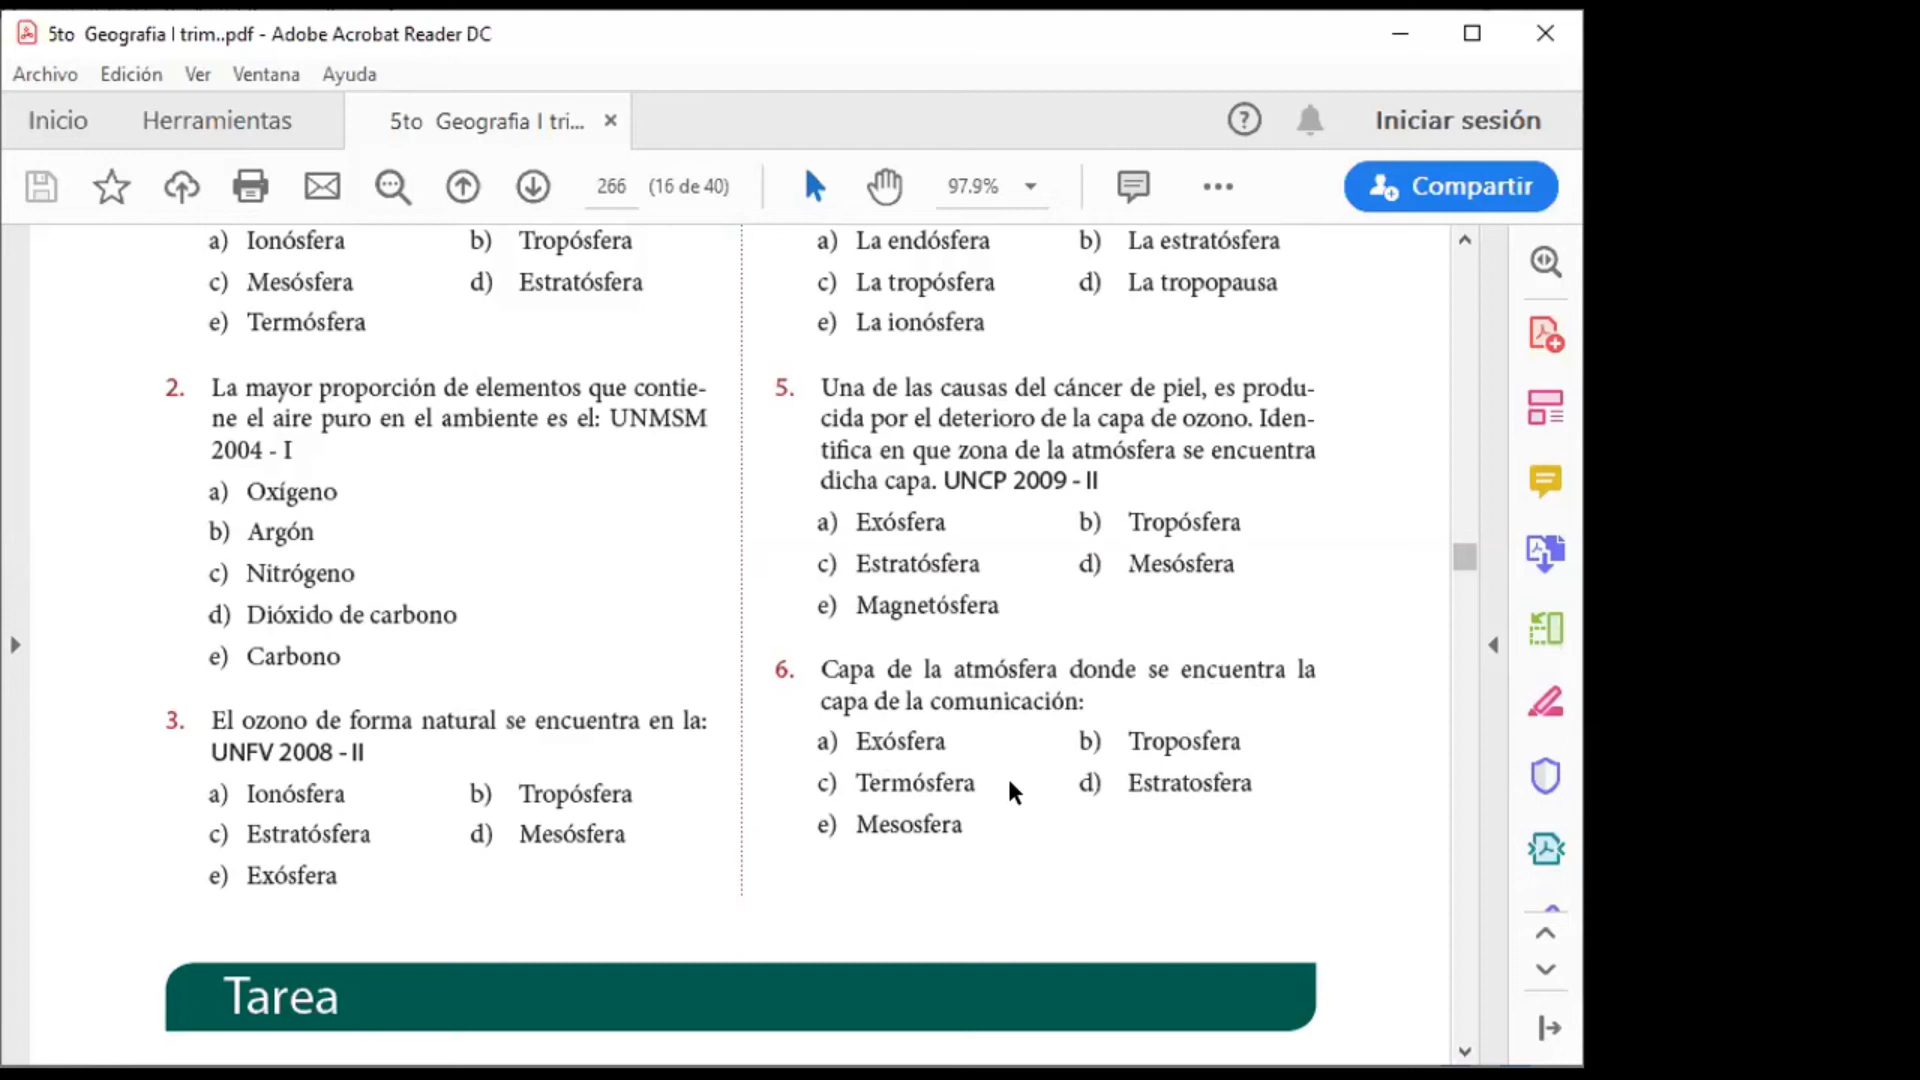 5to Geografia I trim..pdf - Adobe Acrobat Reader DC
Archivo Edición Ver Ventana Ayuda
Inicio Herramientas 5to Geografia I tri... × Iniciar sesión
266 (16 de 40) 97.9% Compartir
a) Ionósfera b) Tropósfera
c) Mesósfera d) Estratósfera
e) Termósfera
2. La mayor proporción de elementos que contie-
ne el aire puro en el ambiente es el: UNMSM
2004 - I
a) Oxígeno
b) Argón
c) Nitrógeno
d) Dióxido de carbono
e) Carbono
3. El ozono de forma natural se encuentra en la:
UNFV 2008 - II
a) Ionósfera b) Tropósfera
c) Estratósfera d) Mesósfera
e) Exósfera
a) La endósfera b) La estratósfera
c) La tropósfera d) La tropopausa
e) La ionósfera
5. Una de las causas del cáncer de piel, es produ-
cida por el deterioro de la capa de ozono. Iden-
tifica en que zona de la atmósfera se encuentra
dicha capa. UNCP 2009 - II
a) Exósfera b) Tropósfera
c) Estratósfera d) Mesósfera
e) Magnetósfera
6. Capa de la atmósfera donde se encuentra la
capa de la comunicación:
a) Exósfera b) Troposfera
c) Termósfera d) Estratosfera
e) Mesosfera
Tarea